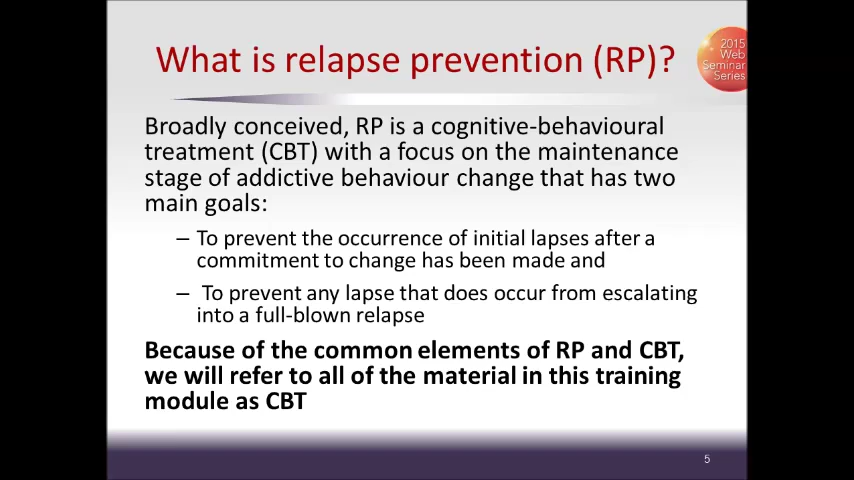 What is relapse prevention (RP)?
2015
Web
Seminar
Series
Broadly conceived, RP is a cognitive-behavioural
treatment (CBT) with a focus on the maintenance
stage of addictive behaviour change that has two
main goals:
– To prevent the occurrence of initial lapses after a
commitment to change has been made and
– To prevent any lapse that does occur from escalating
into a full-blown relapse
Because of the common elements of RP and CBT,
we will refer to all of the material in this training
module as CBT
5